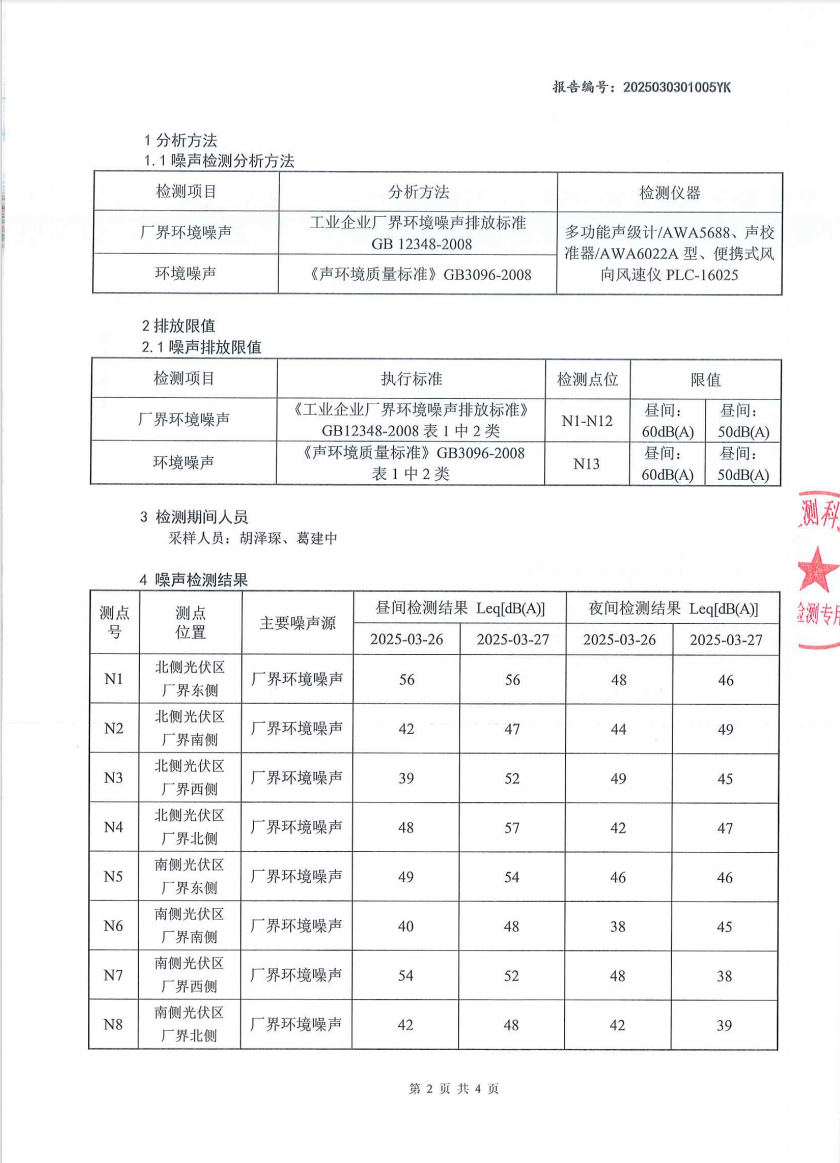 报告编号：2025030301005YK
1 分析方法
1.1 噪声检测分析方法
检测项目 分析方法 检测仪器
厂界环境噪声 工业企业厂界环境噪声排放标准
GB 12348-2008
多功能声级计/AWA5688、声校
准器/AWA6022A 型、便携式风
向风速仪 PLC-16025
环境噪声 《声环境质量标准》GB3096-2008
2 排放限值
2.1 噪声排放限值
检测项目 执行标准 检测点位 限值
厂界环境噪声 《工业企业厂界环境噪声排放标准》
GB12348-2008 表 1 中 2 类
N1-N12 昼间：
60dB(A)
昼间：
50dB(A)
环境噪声 《声环境质量标准》GB3096-2008
表 1 中 2 类
N13 昼间：
60dB(A)
昼间：
50dB(A)
3 检测期间人员
采样人员：胡泽琛、葛建中
4 噪声检测结果
测点
号
测点
位置
主要噪声源 昼间检测结果 Leq[dB(A)] 夜间检测结果 Leq[dB(A)]
2025-03-26 2025-03-27 2025-03-26 2025-03-27
N1 北侧光伏区
厂界东侧
厂界环境噪声 56 56 48 46
N2 北侧光伏区
厂界南侧
厂界环境噪声 42 47 44 49
N3 北侧光伏区
厂界西侧
厂界环境噪声 39 52 49 45
N4 北侧光伏区
厂界北侧
厂界环境噪声 48 57 42 47
N5 南侧光伏区
厂界东侧
厂界环境噪声 49 54 46 46
N6 南侧光伏区
厂界南侧
厂界环境噪声 40 48 38 45
N7 南侧光伏区
厂界西侧
厂界环境噪声 54 52 48 38
N8 南侧光伏区
厂界北侧
厂界环境噪声 42 48 42 39
测科
检测专用
第 2 页 共 4 页